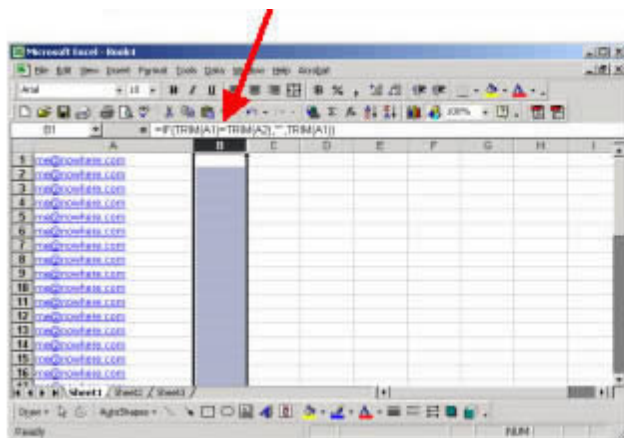 Microsoft Excel - Book1
File Edit View Insert Format Tools Data Window Help Acrobat
Arial 10 B I U % ,
100%
B1 = =IF(TRIM(A1)=TRIM(A2),"",TRIM(A1))
A B C D E F G H I
1 me@nowhere.com
2 me@nowhere.com
3 me@nowhere.com
4 me@nowhere.com
5 me@nowhere.com
6 me@nowhere.com
7 me@nowhere.com
8 me@nowhere.com
9 me@nowhere.com
10 me@nowhere.com
11 me@nowhere.com
12 me@nowhere.com
13 me@nowhere.com
14 me@nowhere.com
15 me@nowhere.com
16 me@nowhere.com
Sheet1 / Sheet2 / Sheet3
Draw AutoShapes
Ready NUM